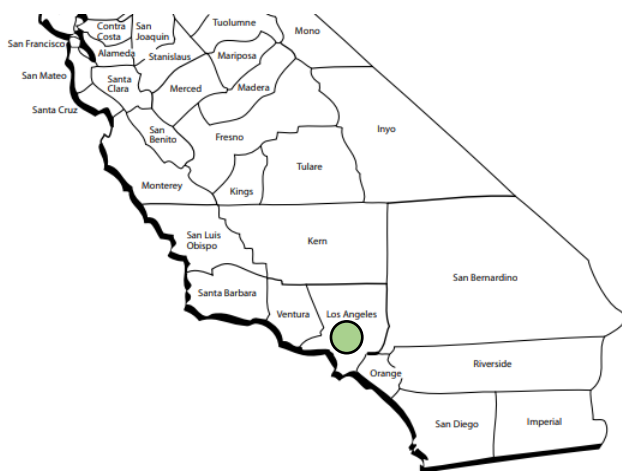 Contra
Costa
San
Joaquin
Tuolumne
Mono
San Francisco
Alameda
Stanislaus
Mariposa
San Mateo
Santa
Clara
Merced
Madera
Santa Cruz
San
Benito
Fresno
Inyo
Tulare
Monterey
Kings
San Luis
Obispo
Kern
San Bernardino
Santa Barbara
Ventura
Los Angeles
Riverside
Orange
San Diego
Imperial